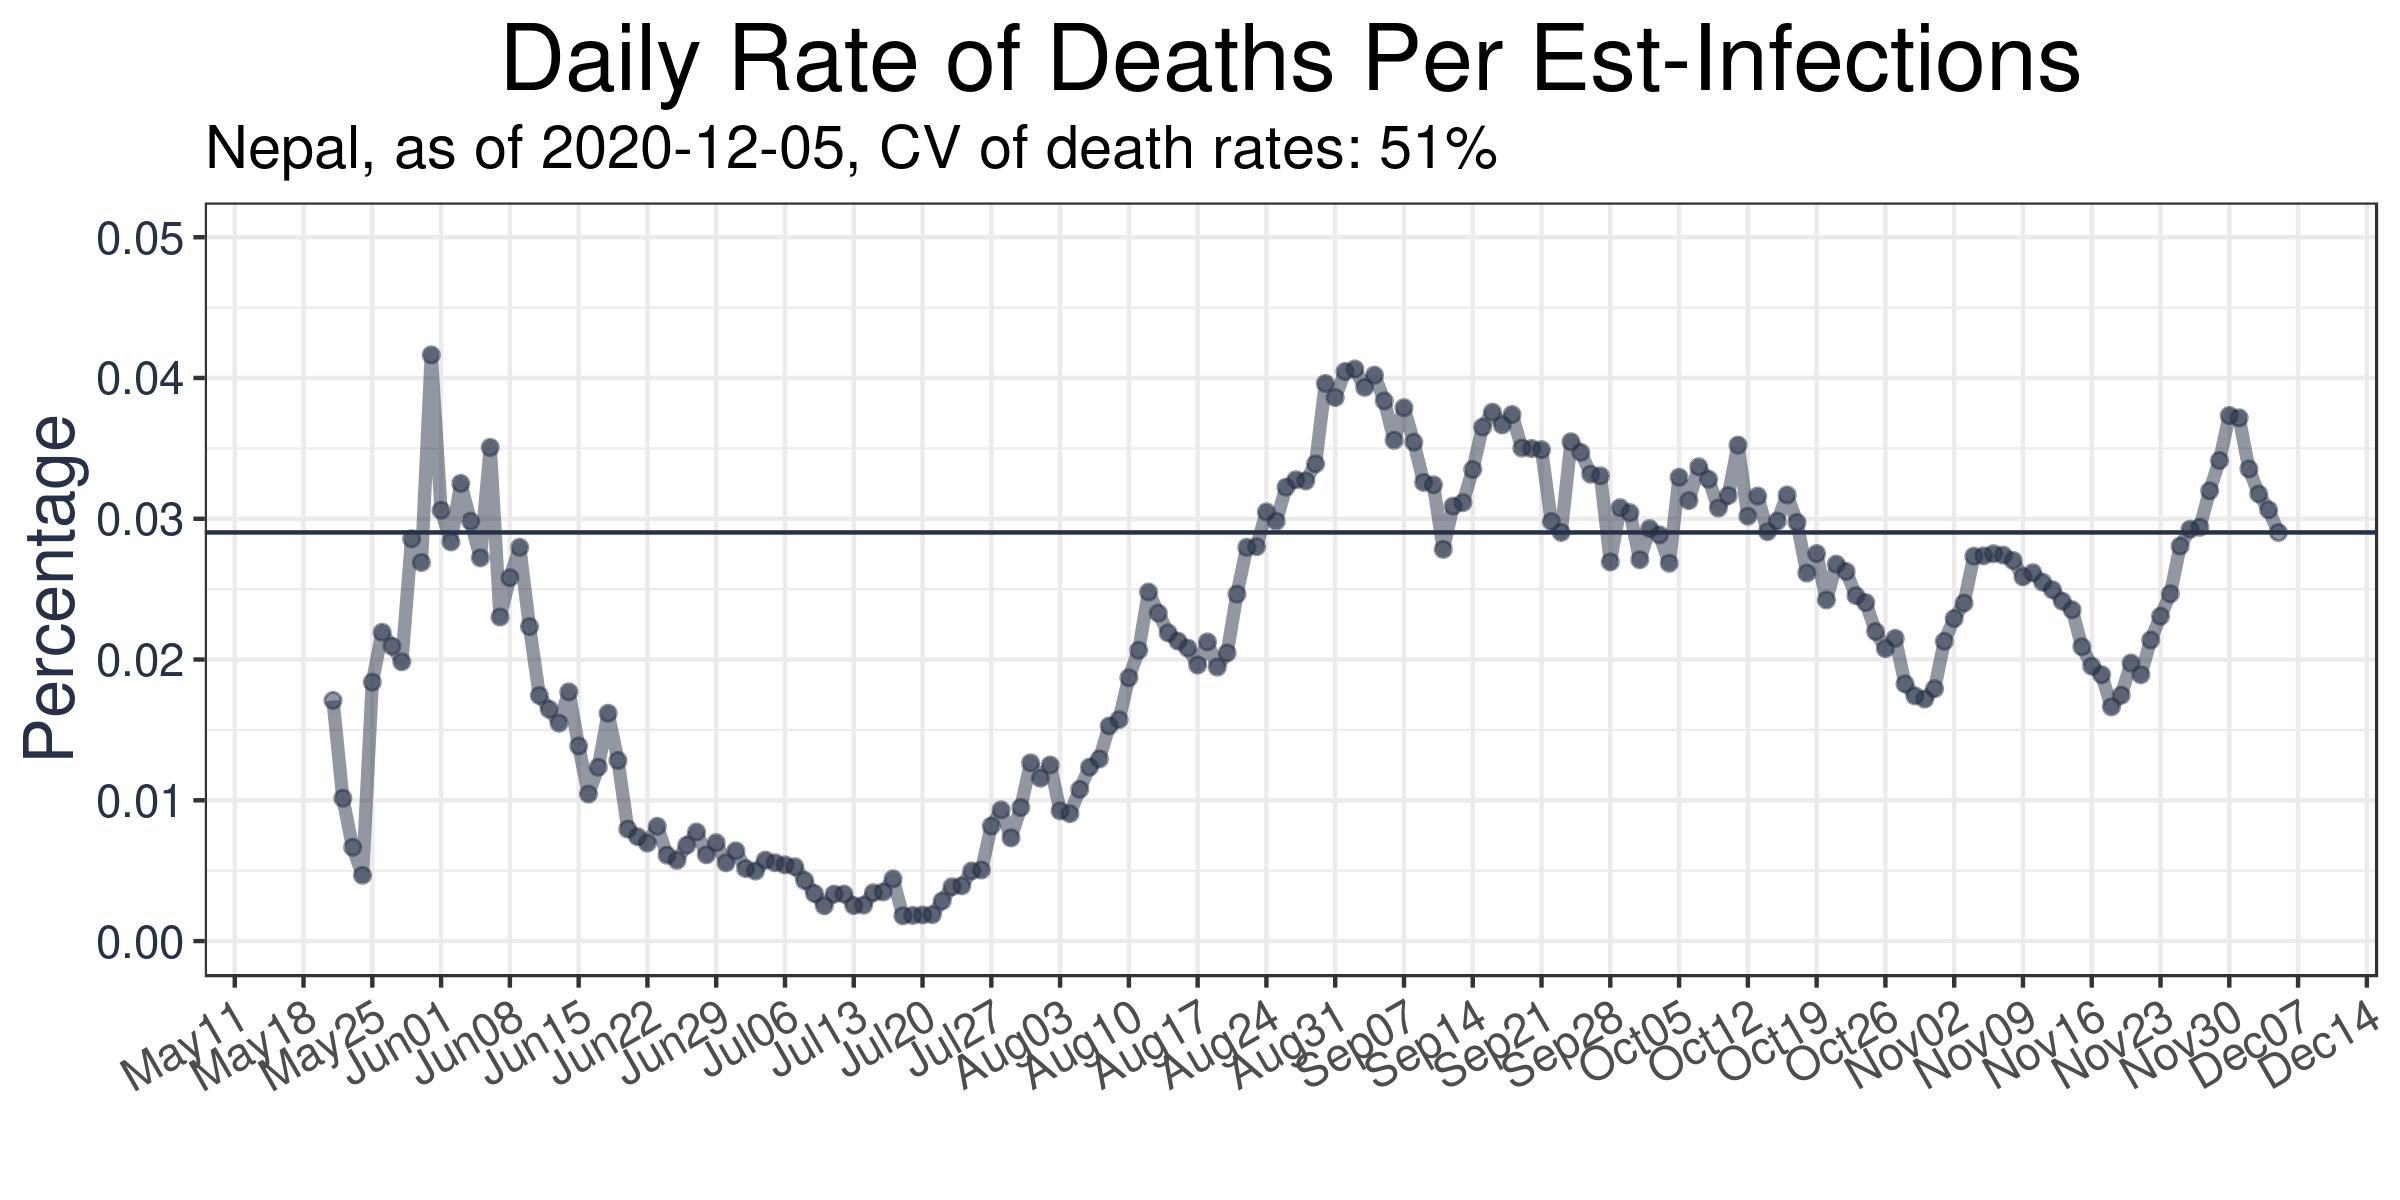 Daily Rate of Deaths Per Est-Infections
Nepal, as of 2020-12-05, CV of death rates: 51%
Percentage
0.05
0.04
0.03
0.02
0.01
0.00
May11
May18
May25
Jun01
Jun08
Jun15
Jun22
Jun29
Jul06
Jul13
Jul20
Jul27
Aug03
Aug10
Aug17
Aug24
Aug31
Sep07
Sep14
Sep21
Sep28
Oct05
Oct12
Oct19
Oct26
Nov02
Nov09
Nov16
Nov23
Nov30
Dec07
Dec14